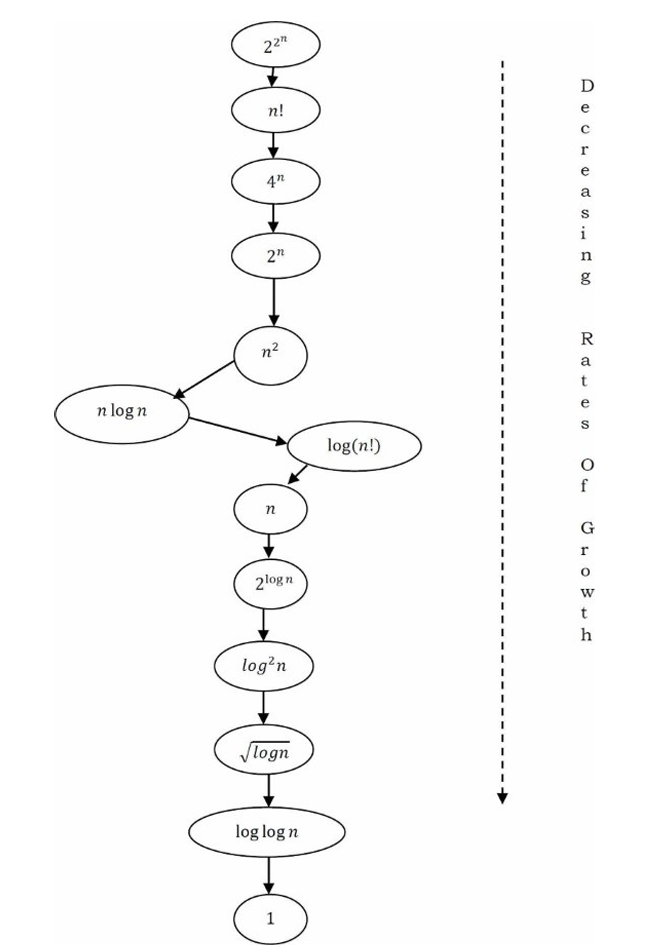 2^{2^n}
n!
4^n
2^n
n^2
n log n
log(n!)
n
2^{log n}
log^2 n
√logn
log log n
1
Decreasing Rates Of Growth